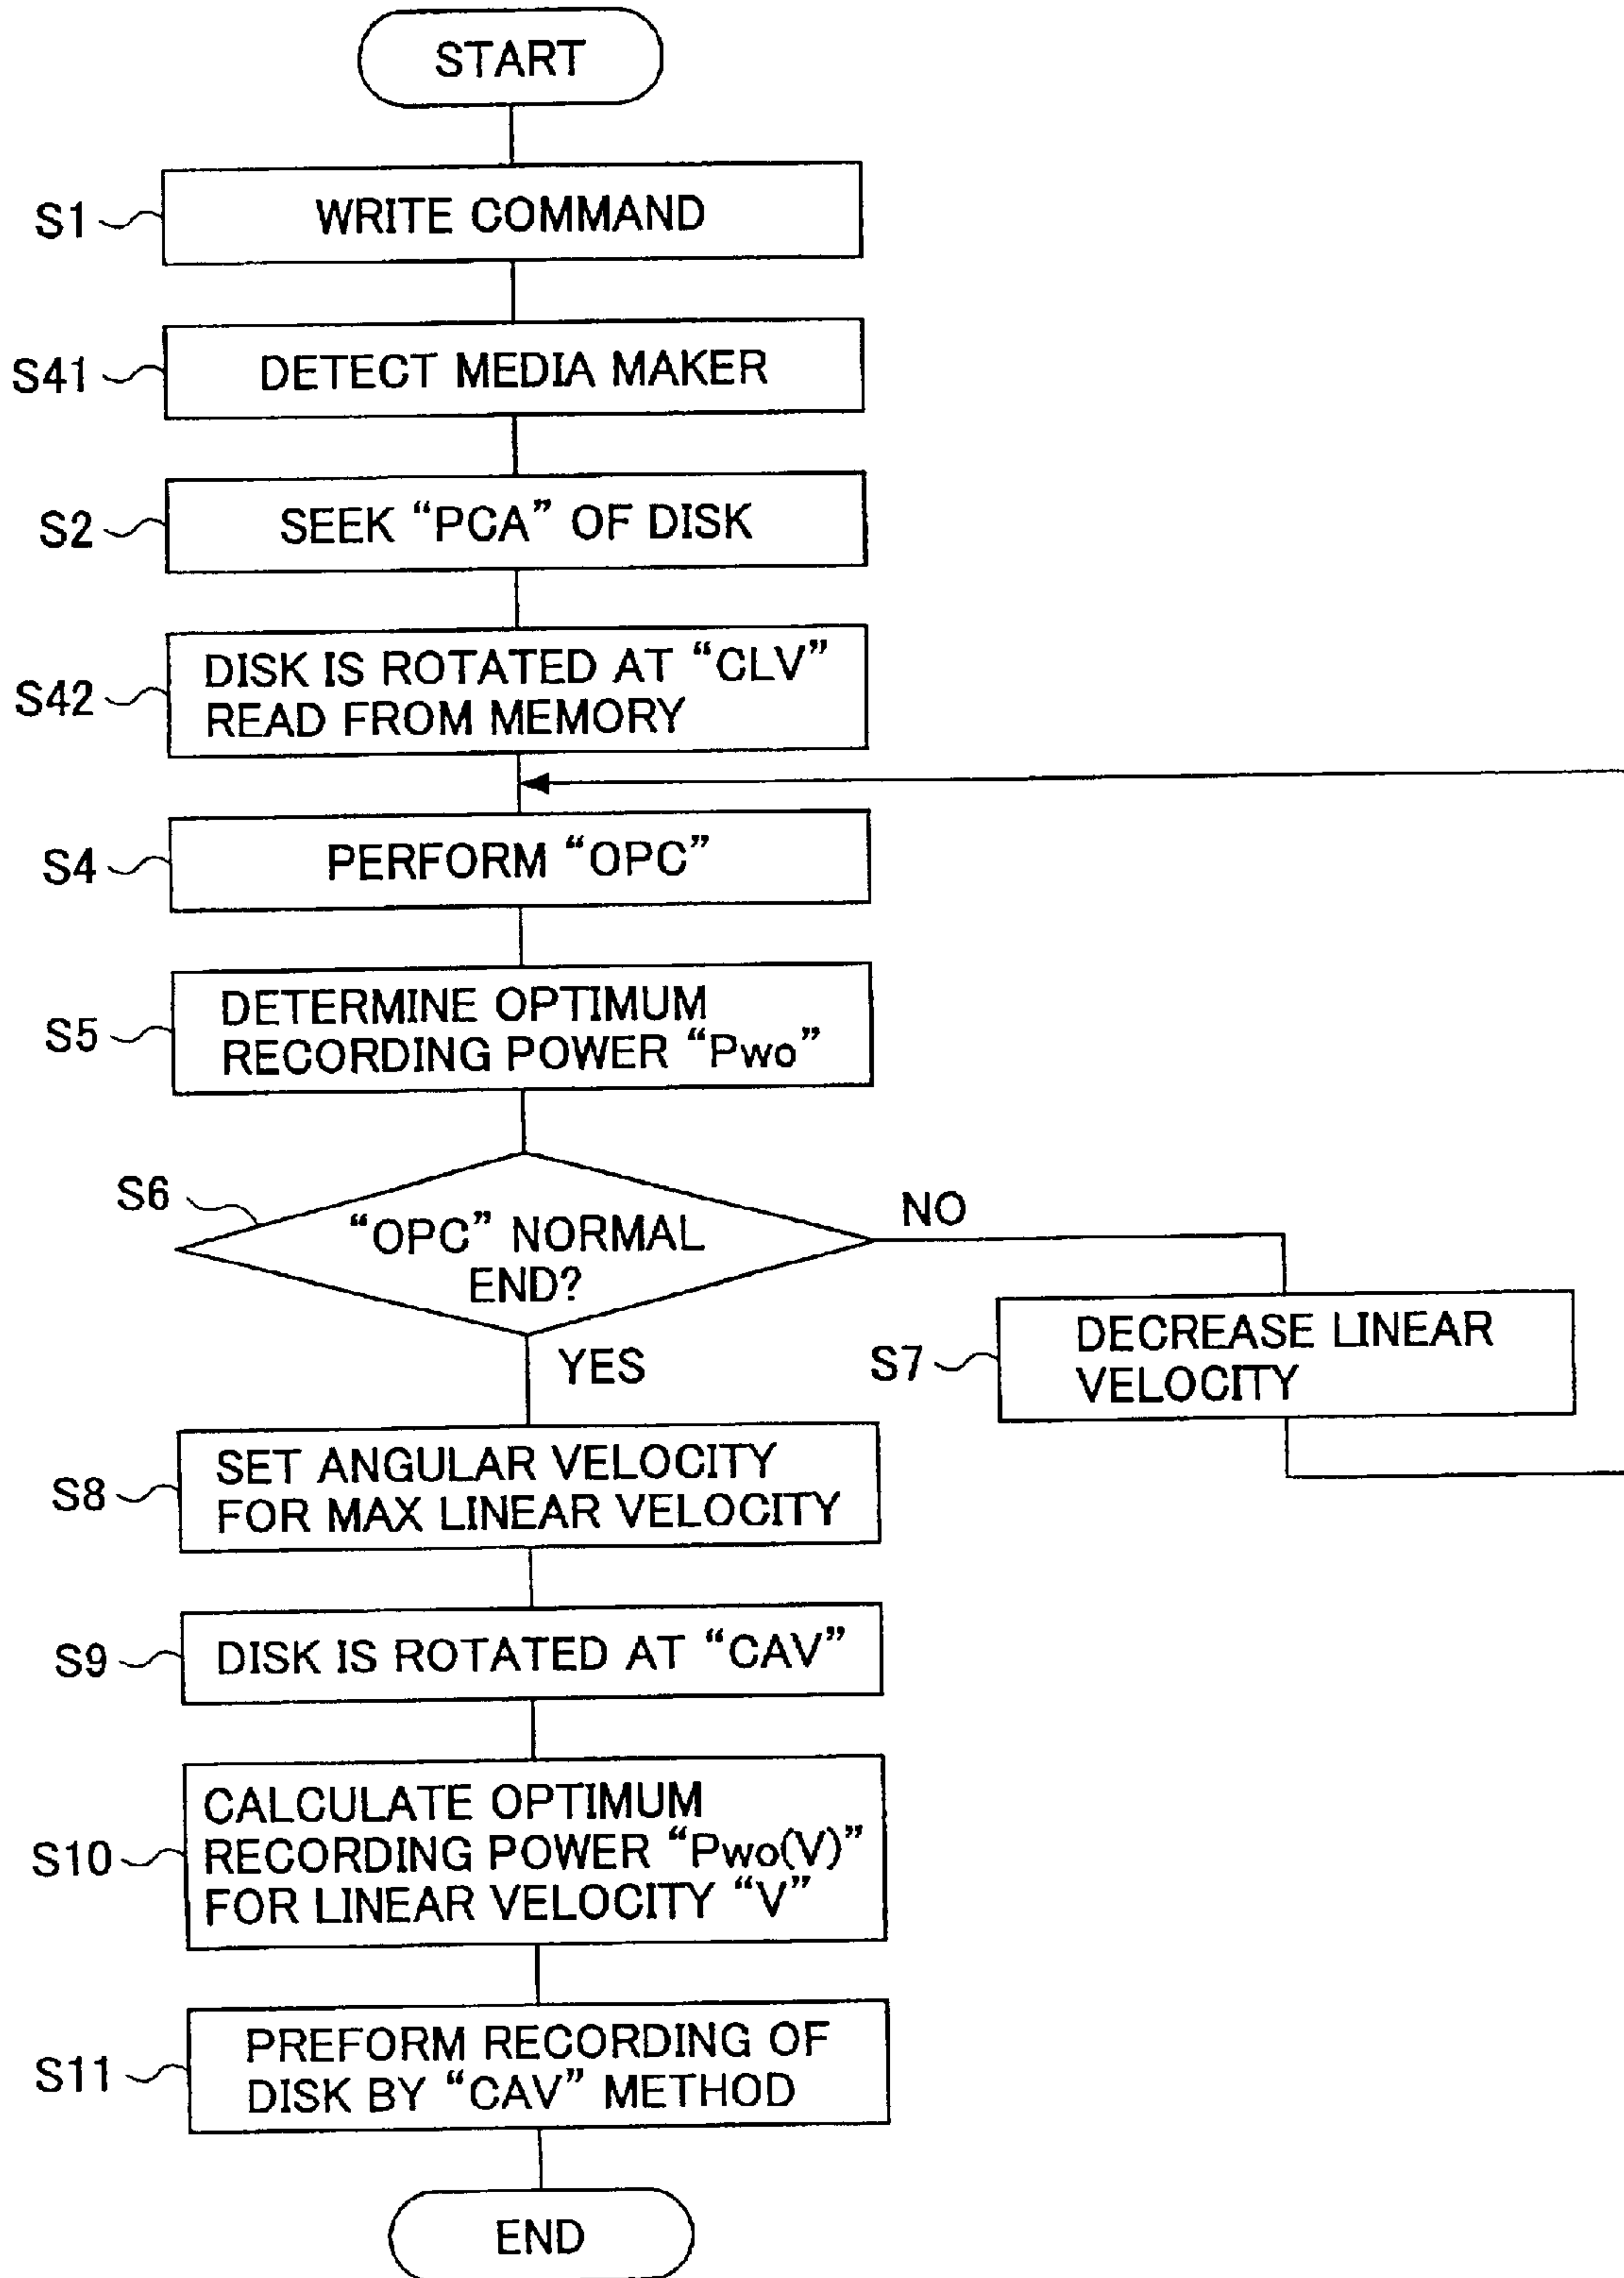 START
S1
WRITE COMMAND
S41
DETECT MEDIA MAKER
S2
SEEK “PCA” OF DISK
S42
DISK IS ROTATED AT “CLV”
READ FROM MEMORY
S4
PERFORM “OPC”
S5
DETERMINE OPTIMUM
RECORDING POWER “Pwo”
S6
“OPC” NORMAL
END?
NO
YES
S7
DECREASE LINEAR
VELOCITY
S8
SET ANGULAR VELOCITY
FOR MAX LINEAR VELOCITY
S9
DISK IS ROTATED AT “CAV”
S10
CALCULATE OPTIMUM
RECORDING POWER “Pwo(V)”
FOR LINEAR VELOCITY “V”
S11
PREFORM RECORDING OF
DISK BY “CAV” METHOD
END